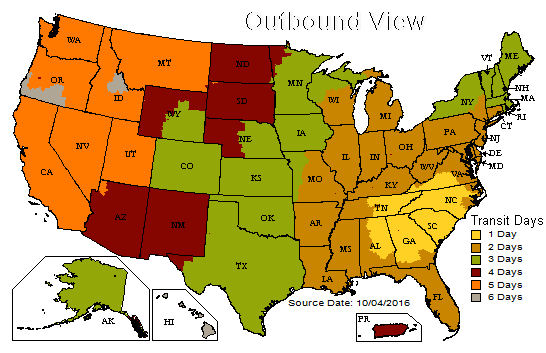 Outbound View
WA
MT
ND
MN
OR
ID
WY
SD
WI
MI
VT
ME
NH
MA
NY
RI
CT
NJ
PA
DE
MD
NV
UT
CO
NE
IA
IL
IN
OH
WV
VA
CA
KS
MO
KY
NC
TN
SC
AZ
NM
OK
AR
MS
AL
GA
TX
LA
FL
AK
HI
PR
Transit Days
1 Day
2 Days
3 Days
4 Days
5 Days
6 Days
Source Date: 10/04/2016